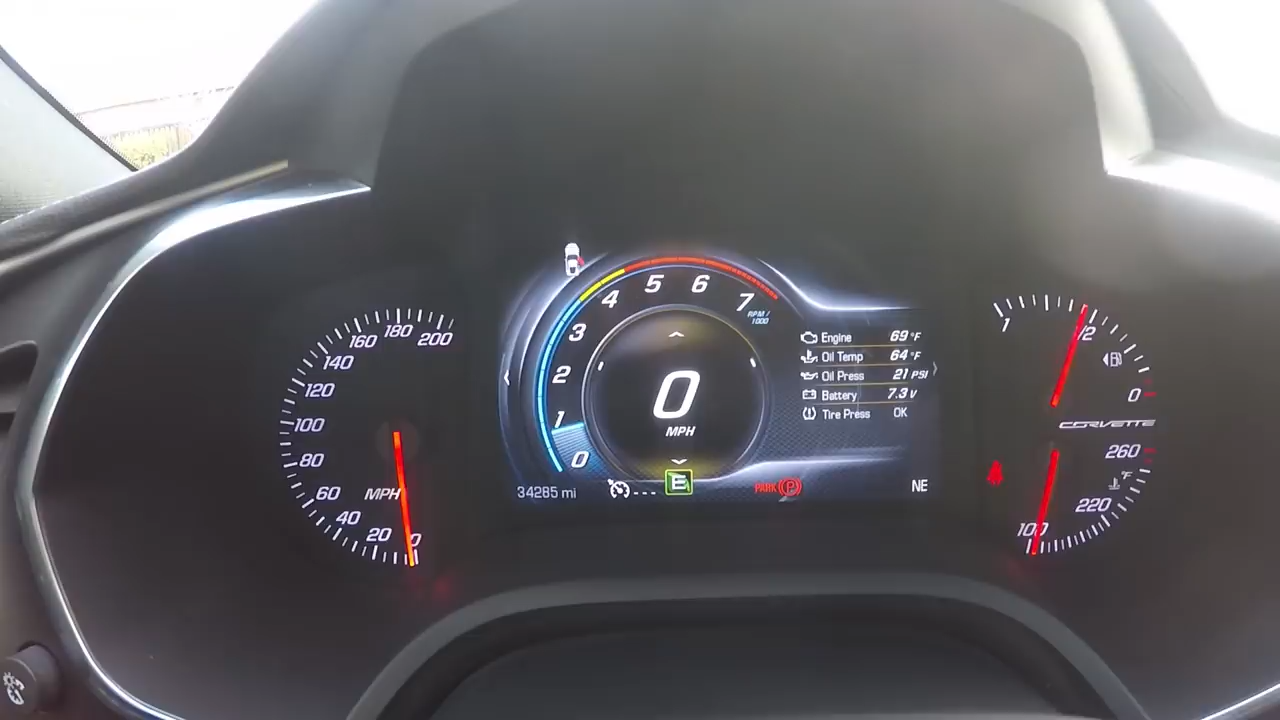 200
180
160
140
120
100
80
60
40
20
0
MPH
7
6
5
4
3
2
1
0
RPM/
1000
0
MPH
Engine 69 °F
Oil Temp 64 °F
Oil Press 21 PSI
Battery 7.3 V
Tire Press OK
34285 mi
---
E
PARK P
NE
1
1/2
0
CORVETTE
260
°F
220
100